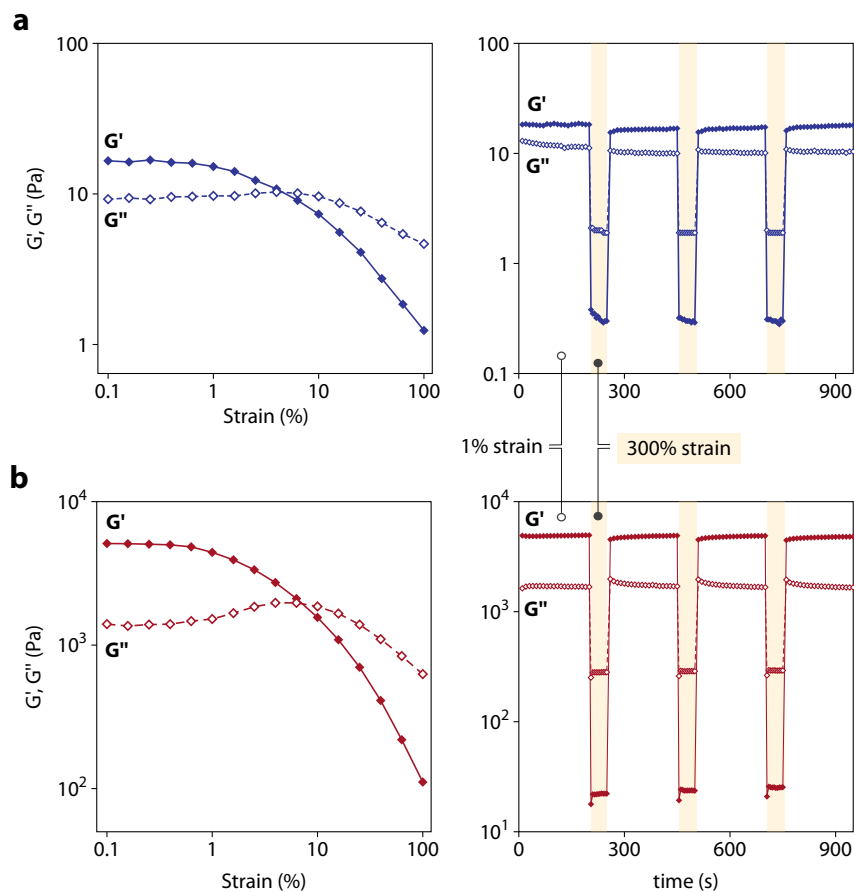 a
100
10
1
G', G'' (Pa)
G'
G''
0.1
1
10
100
Strain (%)
100
10
1
0.1
G'
G''
0
300
600
900
1% strain
300% strain
b
10⁴
10³
10²
G', G'' (Pa)
G'
G''
0.1
1
10
100
Strain (%)
10⁴
10³
10²
10¹
G'
G''
0
300
600
900
time (s)